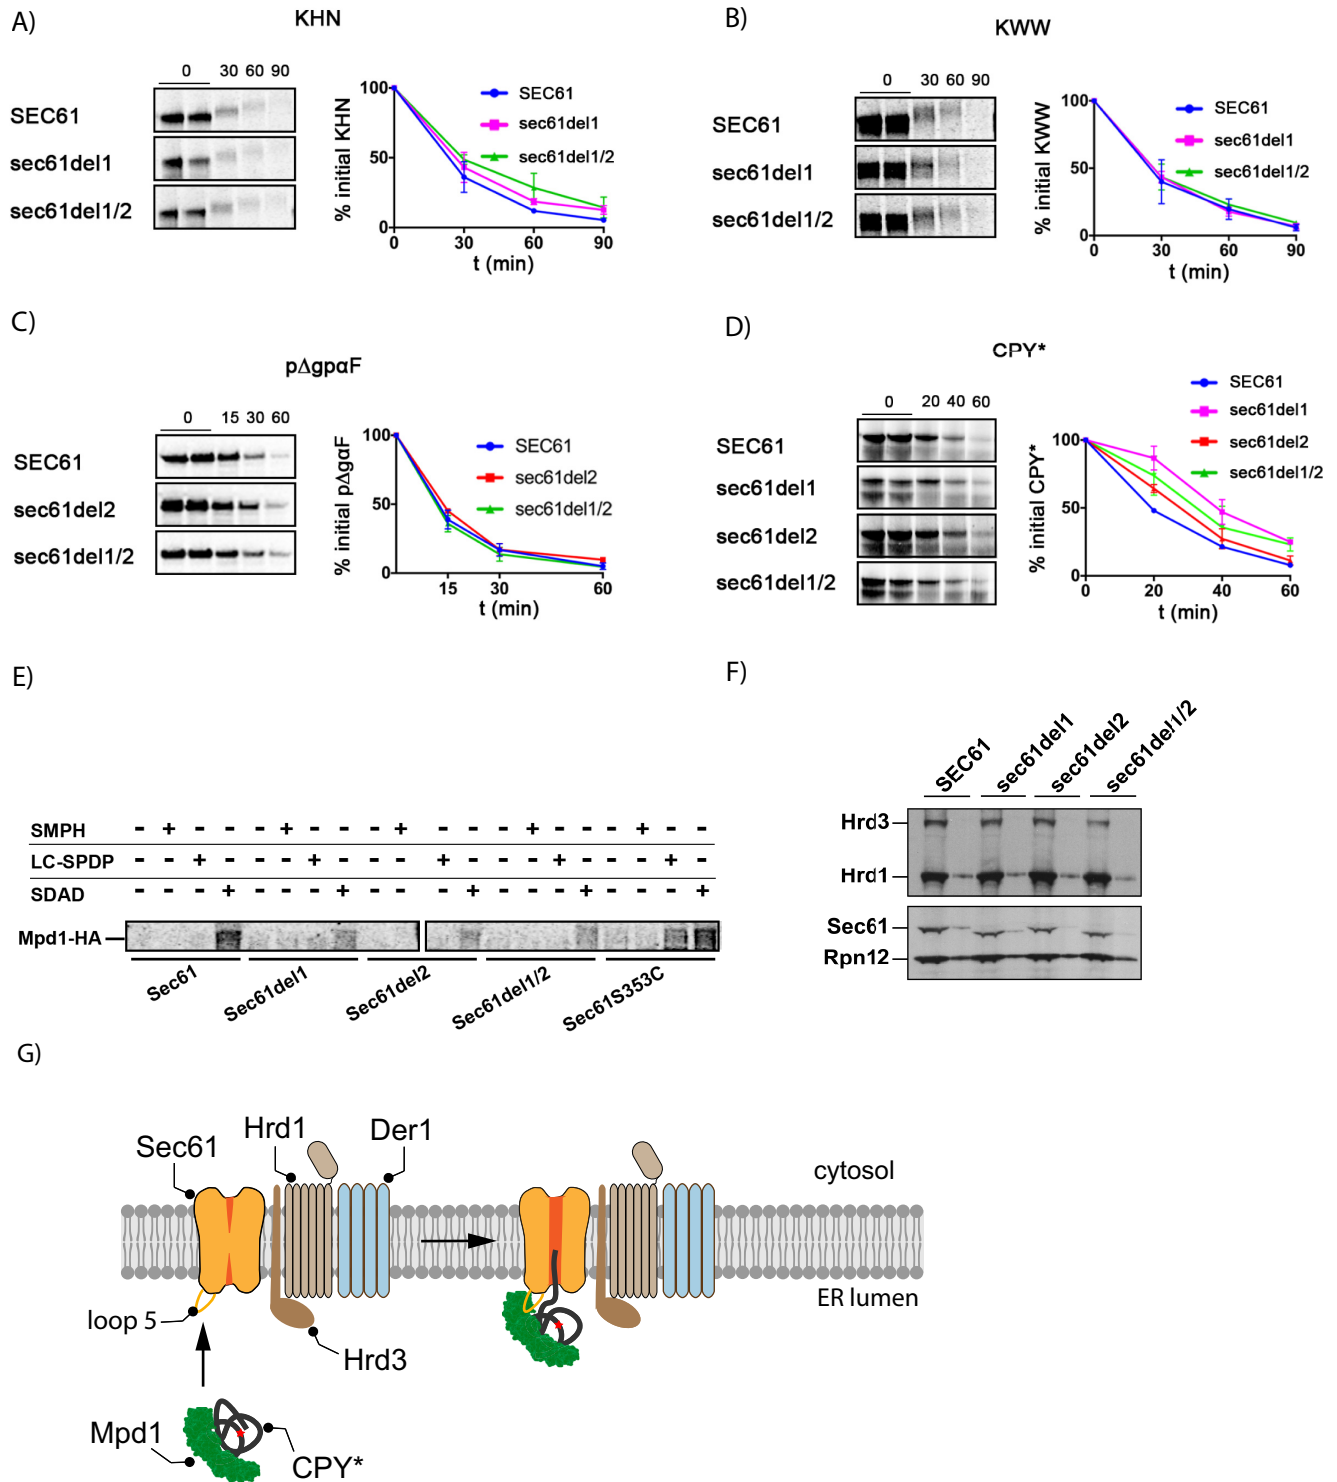 A)
KHN
0 30 60 90
SEC61
sec61del1
sec61del1/2
% initial KHN
100
50
0
0 30 60 90
t (min)
SEC61
sec61del1
sec61del1/2
B)
KWW
0 30 60 90
SEC61
sec61del1
sec61del1/2
% initial KWW
100
50
0
0 30 60 90
t (min)
SEC61
sec61del1
sec61del1/2
C)
pΔgpαF
0 15 30 60
SEC61
sec61del2
sec61del1/2
% initial pΔgαF
100
50
0
15 30 60
t (min)
SEC61
sec61del2
sec61del1/2
D)
CPY*
0 20 40 60
SEC61
sec61del1
sec61del2
sec61del1/2
% initial CPY*
100
50
0
0 20 40 60
t (min)
SEC61
sec61del1
sec61del2
sec61del1/2
E)
SMPH - + - - - + - - - + - - + - - - + - -
LC-SPDP - - + - - - + - - - + - - + - - - + -
SDAD - - - + - - - + - - - + - - + - - - +
Mpd1-HA
Sec61
Sec61del1
Sec61del2
Sec61del1/2
Sec61S353C
F)
SEC61
sec61del1
sec61del2
sec61del1/2
Hrd3
Hrd1
Sec61
Rpn12
G)
Sec61
Hrd1
Der1
cytosol
ER lumen
loop 5
Hrd3
Mpd1
CPY*